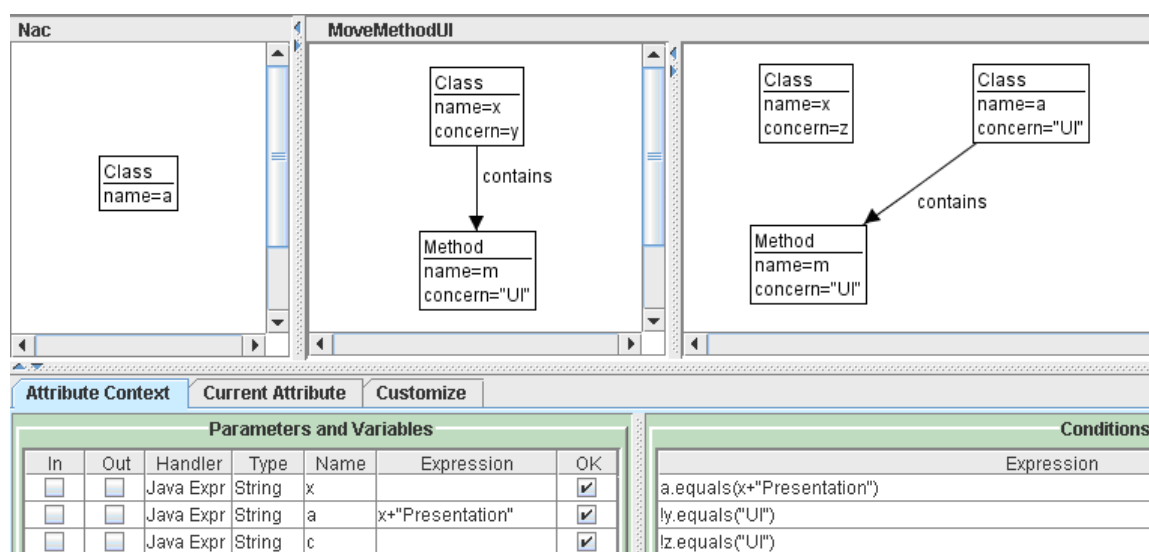 Nac
MoveMethodUI
Class
name=a
Class
name=x
concern=y
contains
Method
name=m
concern="UI"
Class
name=x
concern=z
Class
name=a
concern="UI"
contains
Method
name=m
concern="UI"
Attribute Context
Current Attribute
Customize
Parameters and Variables
In Out Handler Type Name Expression OK
Java Expr String x
Java Expr String a x+"Presentation"
Java Expr String c
Conditions
Expression
a.equals(x+"Presentation")
!y.equals("UI")
!z.equals("UI")